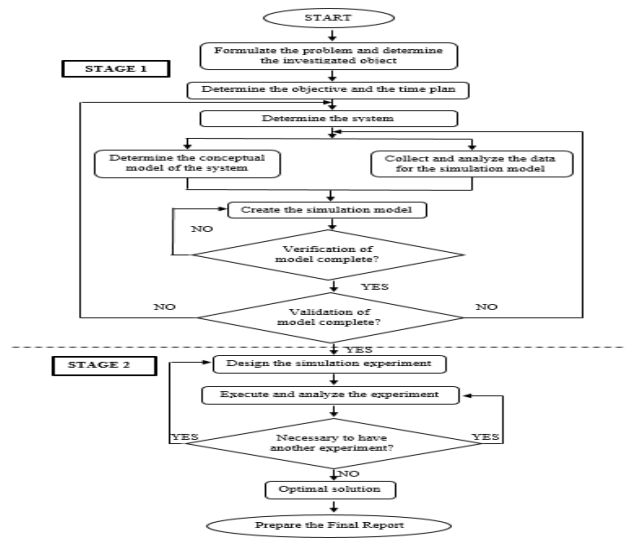 START
Formulate the problem and determine
the investigated object
STAGE 1
Determine the objective and the time plan
Determine the system
Determine the conceptual
model of the system
Collect and analyze the data
for the simulation model
Create the simulation model
NO
Verification of
model complete?
YES
NO
Validation of
model complete?
NO
YES
STAGE 2
Design the simulation experiment
Execute and analyze the experiment
YES
Necessary to have
another experiment?
YES
NO
Optimal solution
Prepare the Final Report